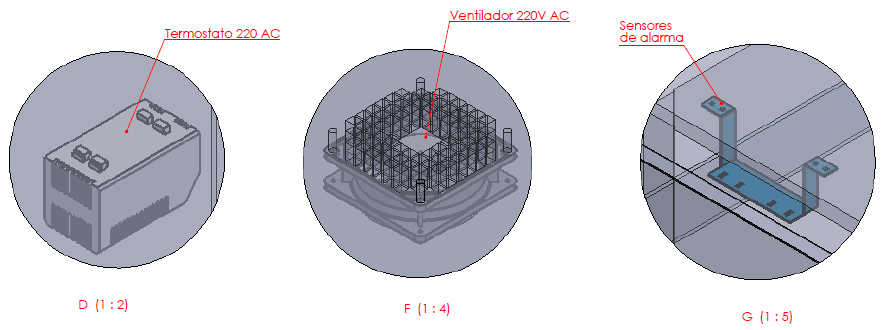 Termostato 220 AC
Ventilador 220V AC
Sensores
de alarma
D (1 : 2)
F (1 : 4)
G (1 : 5)